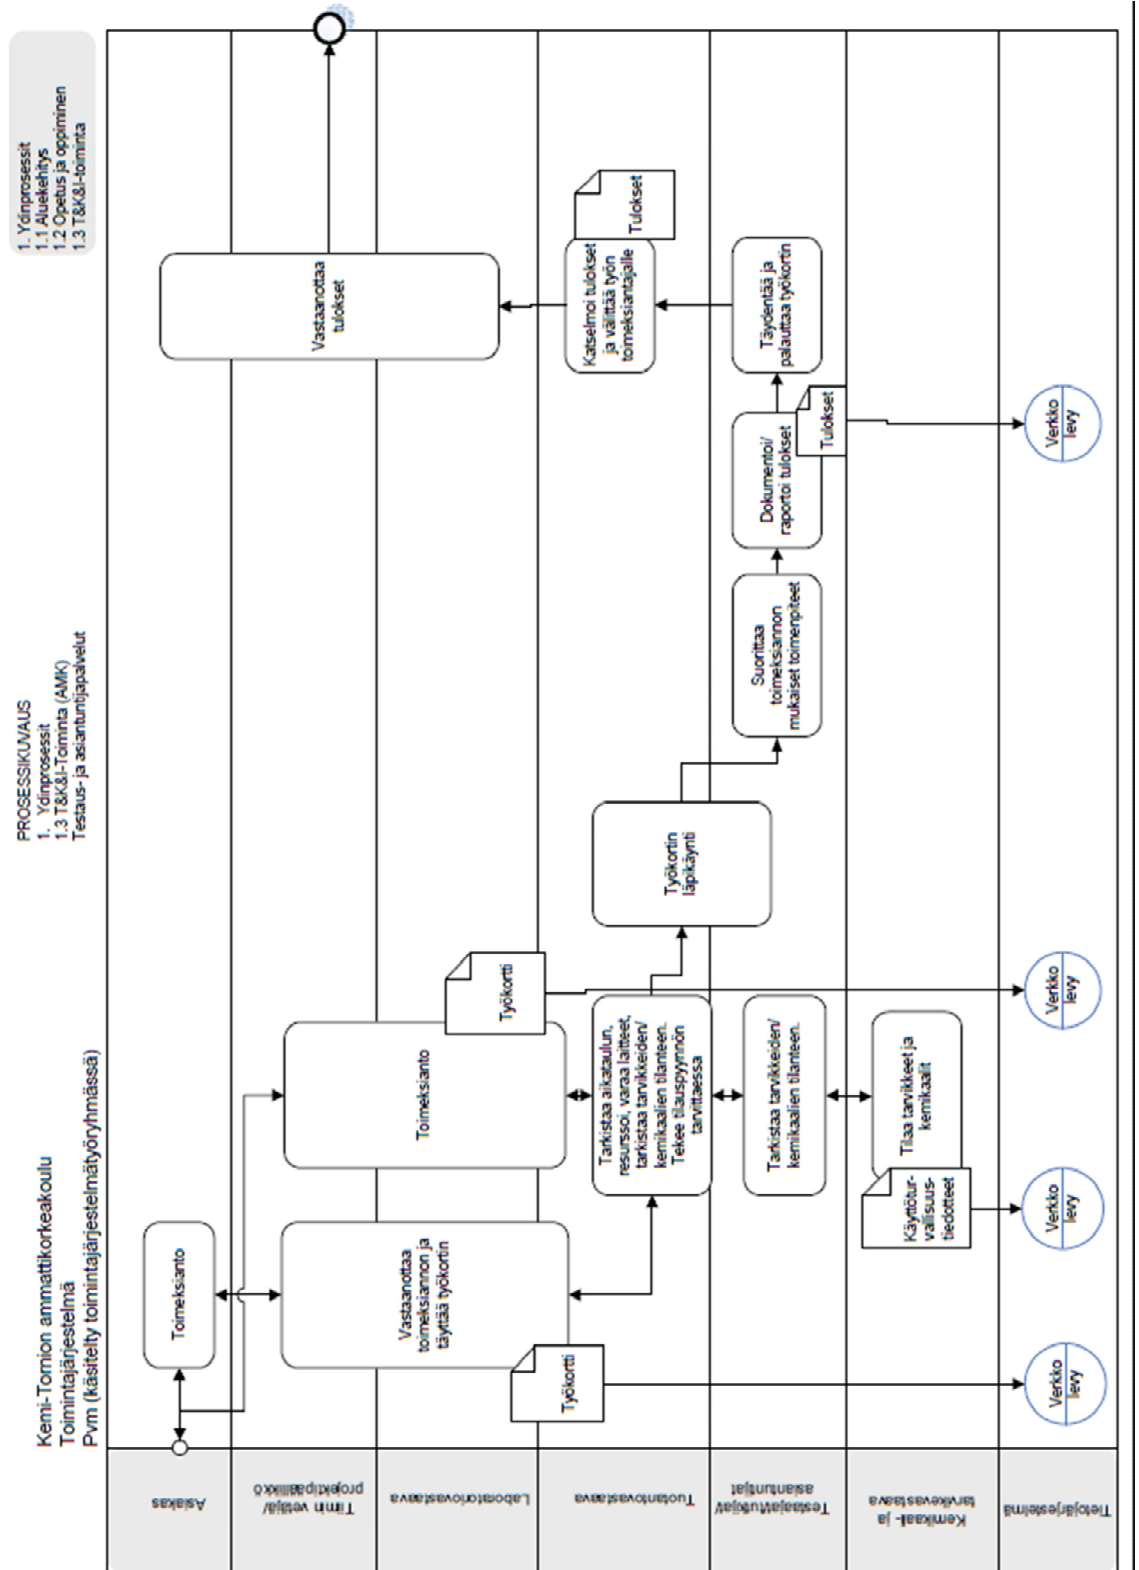 Kemi-Tornion ammattikorkeakoulu
Toimintajärjestelmä
Pvm (käsitelty toimintajärjestelmätyöryhmässä)
PROSESSIKUVAUS
1. Ydinprosessit
1.3 T&K&I-Toiminta (AMK)
Testaus- ja asiantuntijapalvelut
1. Ydinprosessit
1.1 Aluekehitys
1.2 Opetus ja oppiminen
1.3 T&K&I-toiminta
Asiakas
Toimeksianto
Tiimin vetäjä/
projektipäällikkö
Laboratoriovastaava
Vastaanottaa
toimeksiannon ja
täyttää työkortin
Työkortti
Toimeksianto
Työkortti
Vastaanottaa
tulokset
Tuotantovastaava
Tarkistaa aikataulun,
resurssoi, varaa laitteet,
tarkistaa tarvikkeiden/
kemikaalien tilanteen.
Tekee tilauspyynnön
tarvittaessa
Työkortin
läpikäynti
Katselmoi tulokset
ja välittää työn
toimeksiantajalle
Tulokset
Testaajat/tutkijat/
asiantuntijat
Tarkistaa tarvikkeiden/
kemikaalien tilanteen.
Suorittaa
toimeksiannon
mukaiset toimenpiteet
Dokumentoi/
raportoi tulokset
Tulokset
Täydentää ja
palauttaa työkortin
Kemikaali- ja
tarvikevastaava
Käyttötur-
vallisuus-
tiedotteet
Tilaa tarvikkeet ja
kemikaalit
Tietojärjestelmä
Verkko
levy
Verkko
levy
Verkko
levy
Verkko
levy